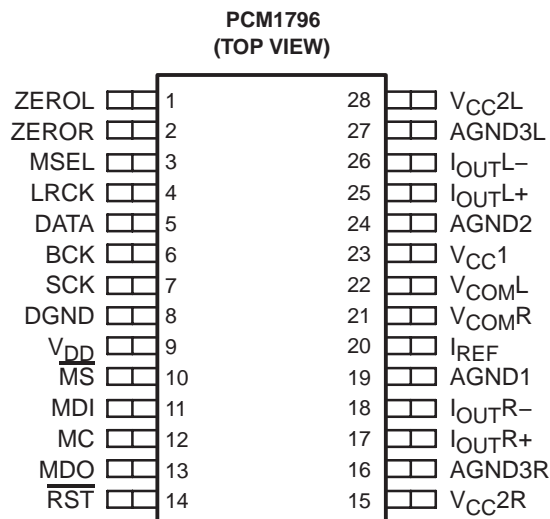 PCM1796
(TOP VIEW)
ZEROL 1 28 VCC2L
ZEROR 2 27 AGND3L
MSEL 3 26 IOUTL−
LRCK 4 25 IOUTL+
DATA 5 24 AGND2
BCK 6 23 VCC1
SCK 7 22 VCOML
DGND 8 21 VCOMR
VDD 9 20 IREF
MS 10 19 AGND1
MDI 11 18 IOUTR−
MC 12 17 IOUTR+
MDO 13 16 AGND3R
RST 14 15 VCC2R